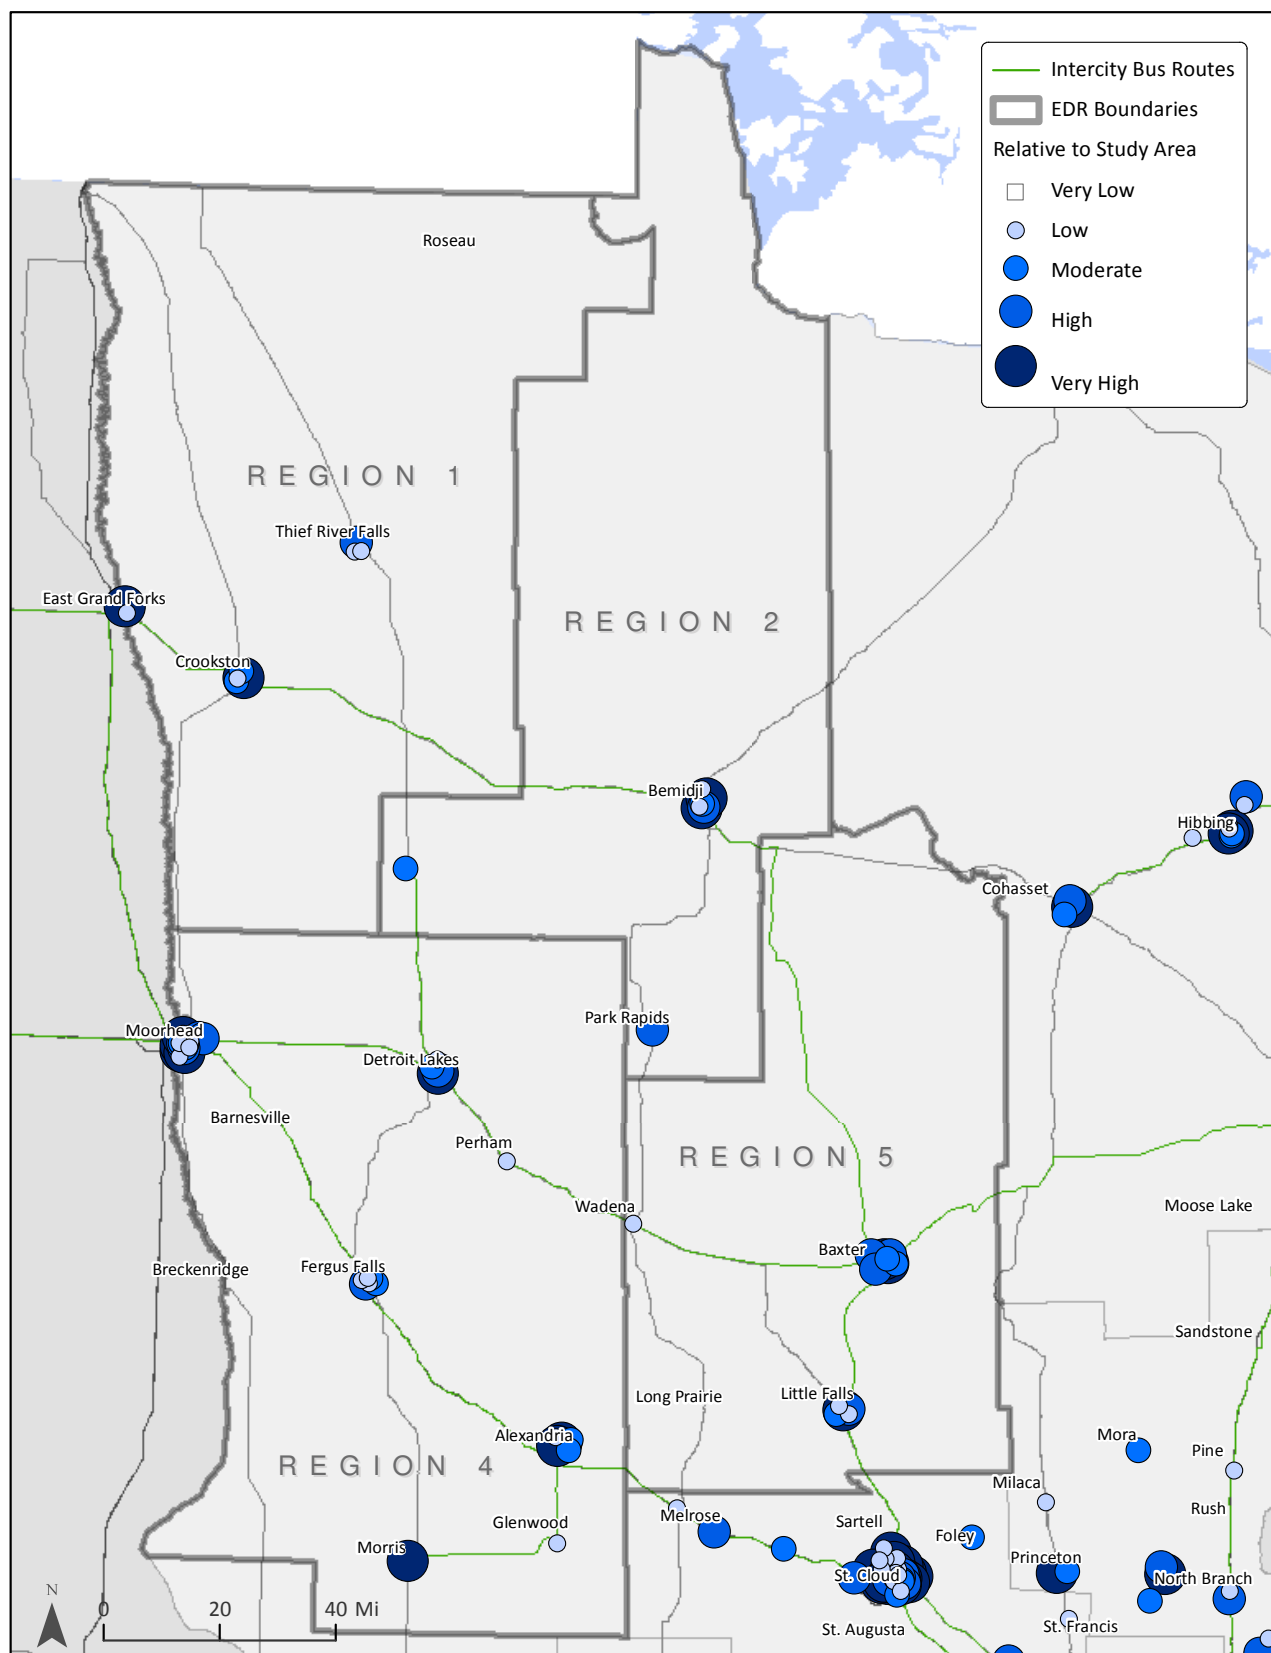 Intercity Bus Routes
EDR Boundaries
Relative to Study Area
Very Low
Low
Moderate
High
Very High
Roseau
REGION 1
Thief River Falls
East Grand Forks
REGION 2
Crookston
Bemidji
Hibbing
Cohasset
Park Rapids
Moorhead
Detroit Lakes
Barnesville
Perham
REGION 5
Wadena
Moose Lake
Baxter
Fergus Falls
Breckenridge
Sandstone
Long Prairie
Little Falls
Alexandria
Mora
Pine
REGION 4
Milaca
Rush
Melrose
Glenwood
Sartell
Foley
Morris
Princeton
St. Cloud
North Branch
N
0 20 40 Mi
St. Augusta
St. Francis